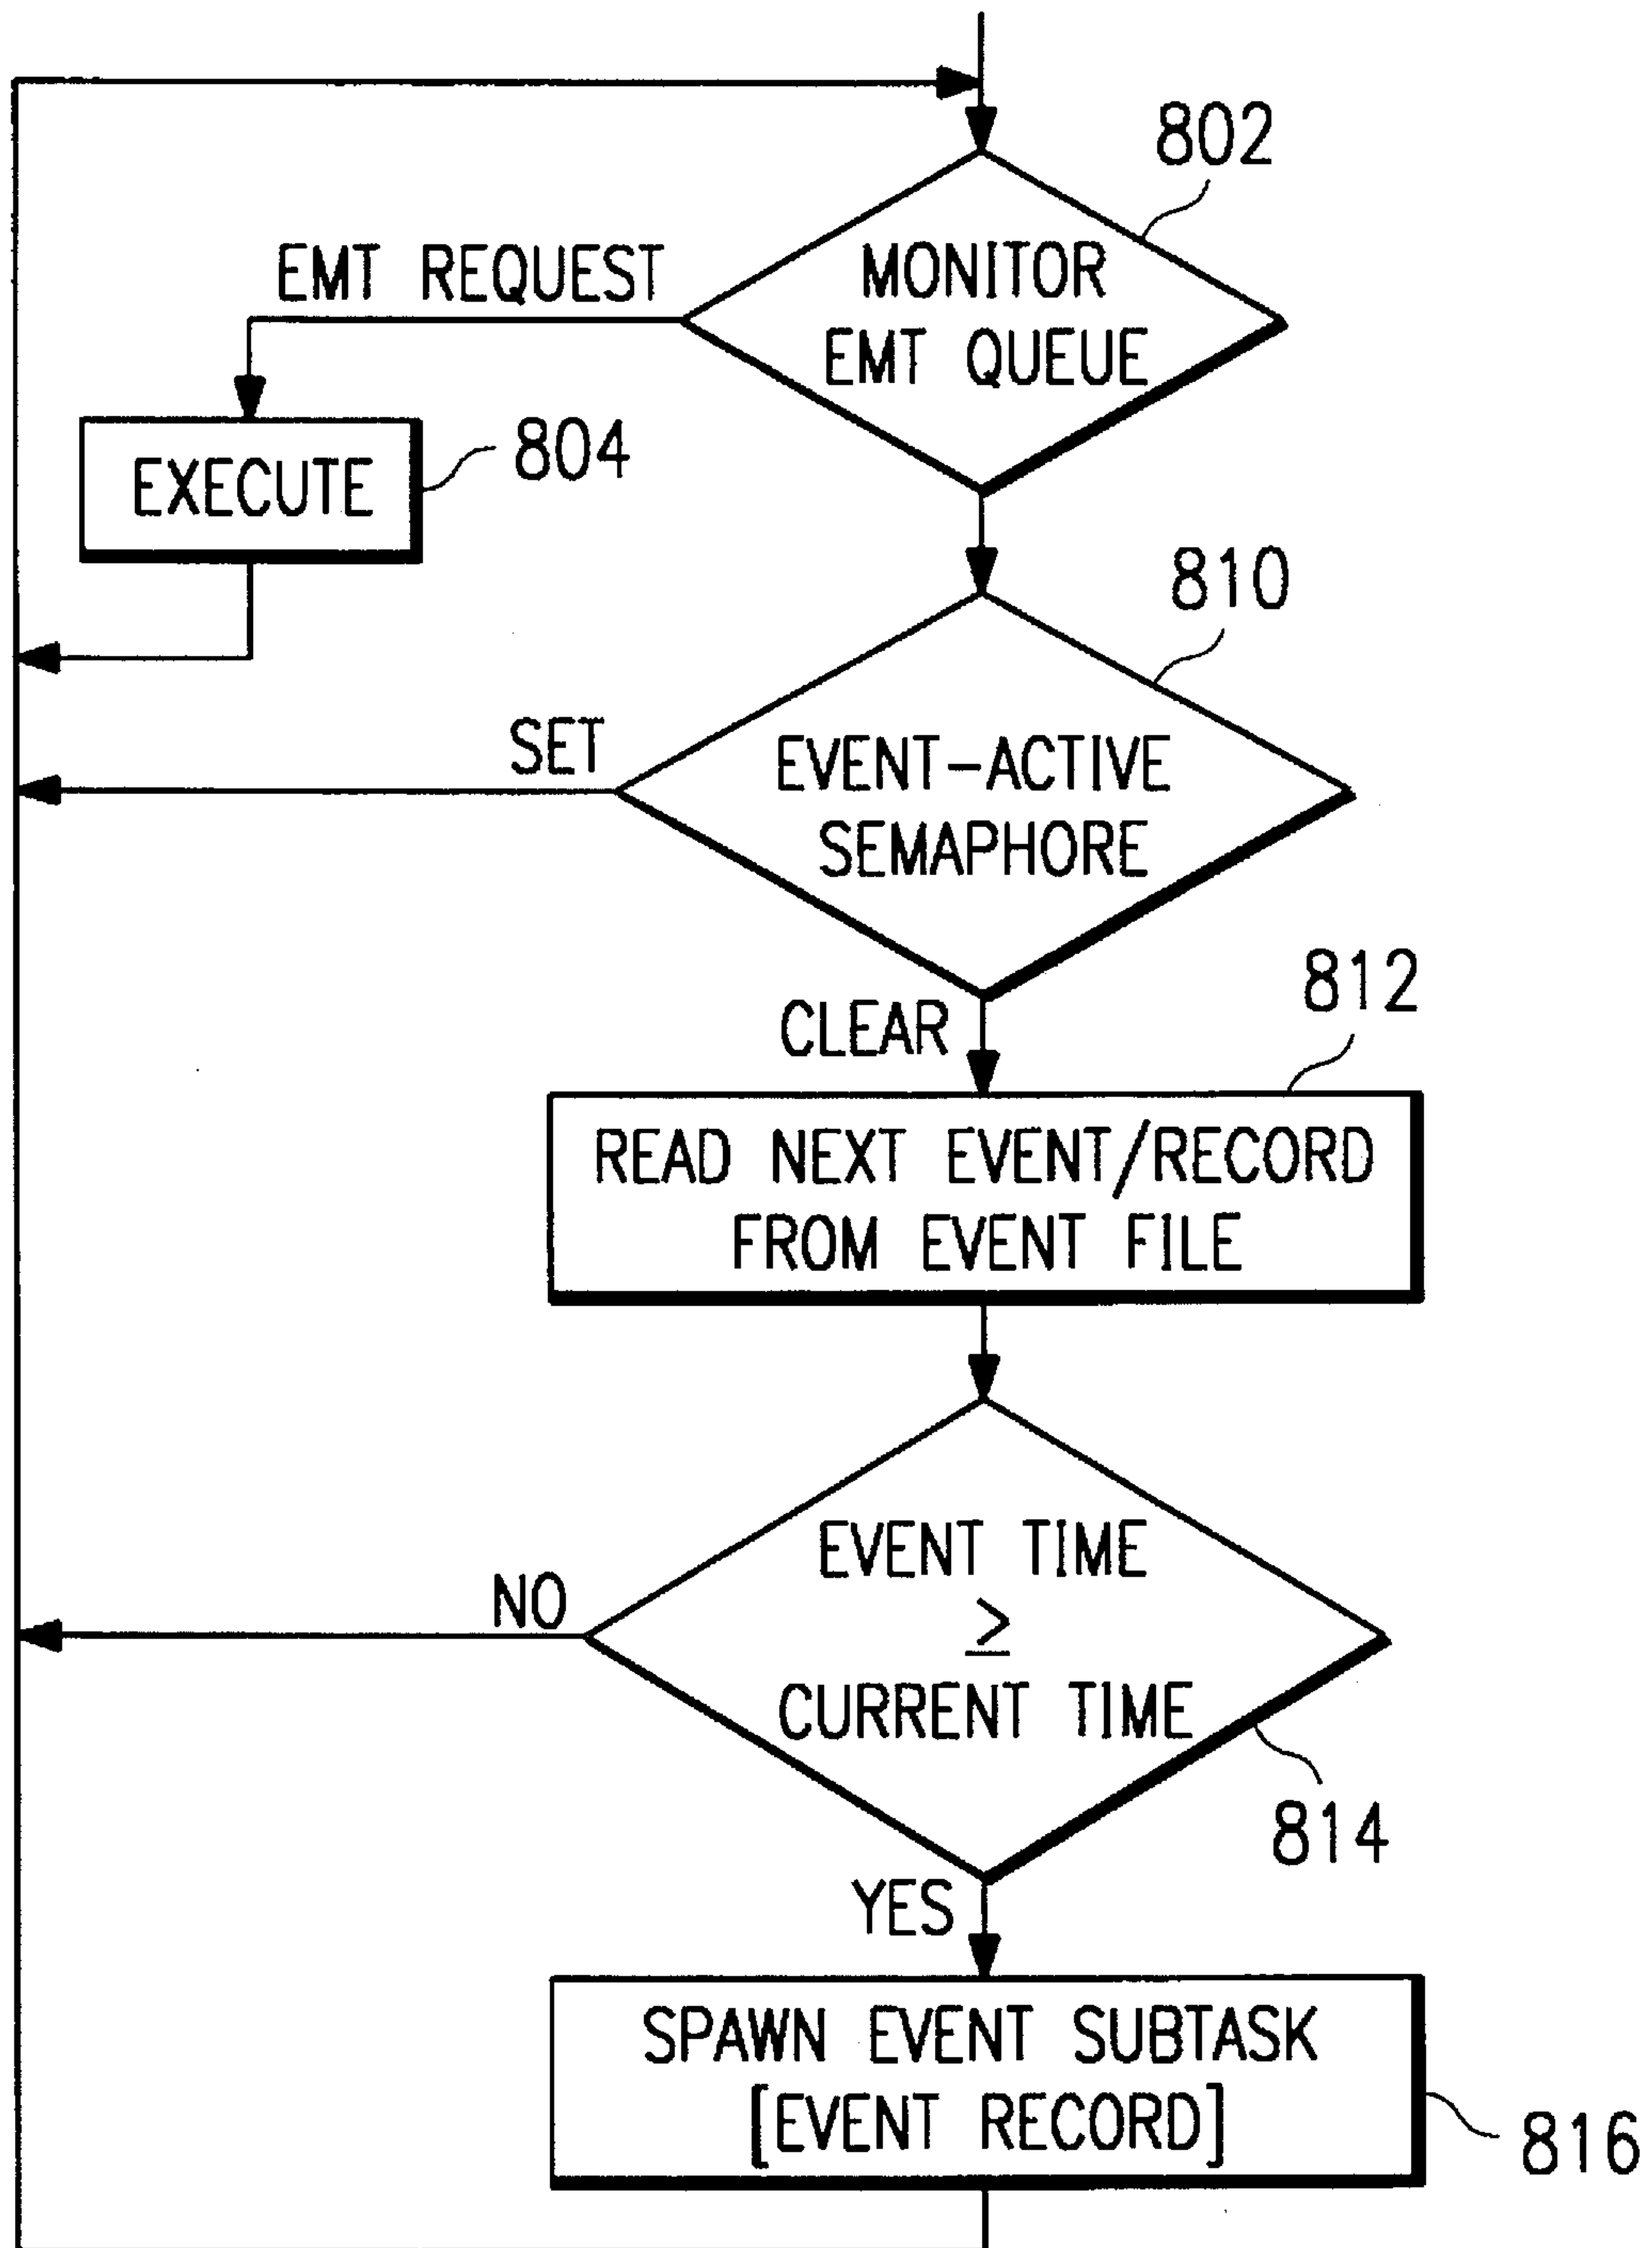 802
MONITOR
EMT QUEUE
EMT REQUEST
EXECUTE
804
810
EVENT-ACTIVE
SEMAPHORE
SET
CLEAR
812
READ NEXT EVENT/RECORD
FROM EVENT FILE
EVENT TIME
≥
CURRENT TIME
NO
814
YES
SPAWN EVENT SUBTASK
[EVENT RECORD]
816